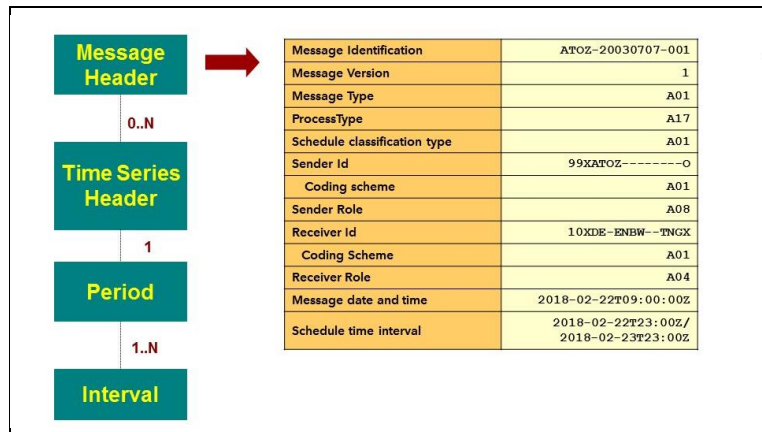 Message
Header
0..N
Time Series
Header
1
Period
1..N
Interval
Message Identification ATOZ-20030707-001
Message Version 1
Message Type A01
ProcessType A17
Schedule classification type A01
Sender Id 99XATOZ--------O
Coding scheme A01
Sender Role A08
Receiver Id 10XDE-ENBW--TNGX
Coding Scheme A01
Receiver Role A04
Message date and time 2018-02-22T09:00:00Z
Schedule time interval 2018-02-22T23:00Z/
2018-02-23T23:00Z